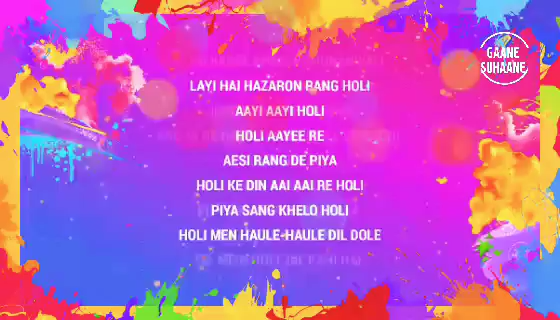 GAANE
SUHAANE
LAYI HAI HAZARON RANG HOLI
AAYI AAYI HOLI
HOLI AAYEE RE
AESI RANG DE PIYA
HOLI KE DIN AAI AAI RE HOLI
PIYA SANG KHELO HOLI
HOLI MEN HAULE-HAULE DIL DOLE